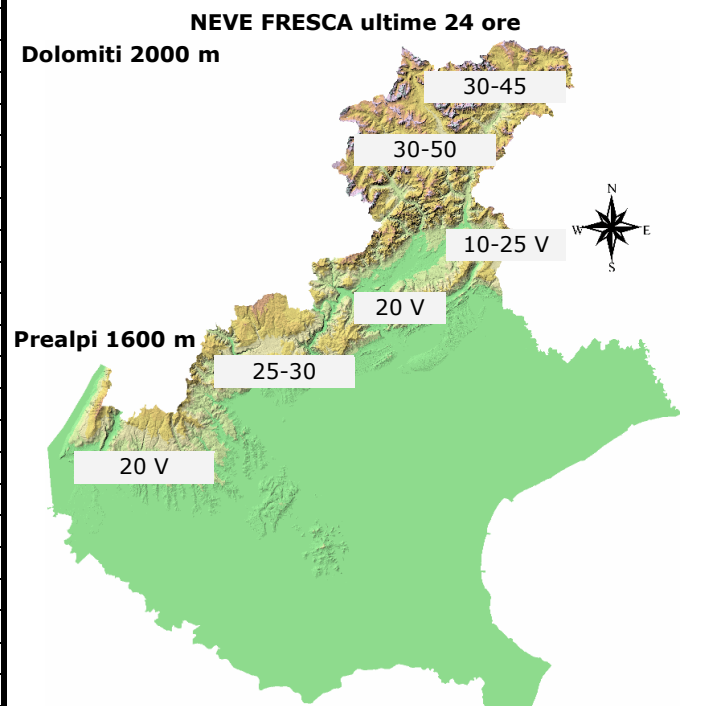 NEVE FRESCA ultime 24 ore
Dolomiti 2000 m
30-45
30-50
N
W E
S
10-25 V
20 V
Prealpi 1600 m
25-30
20 V